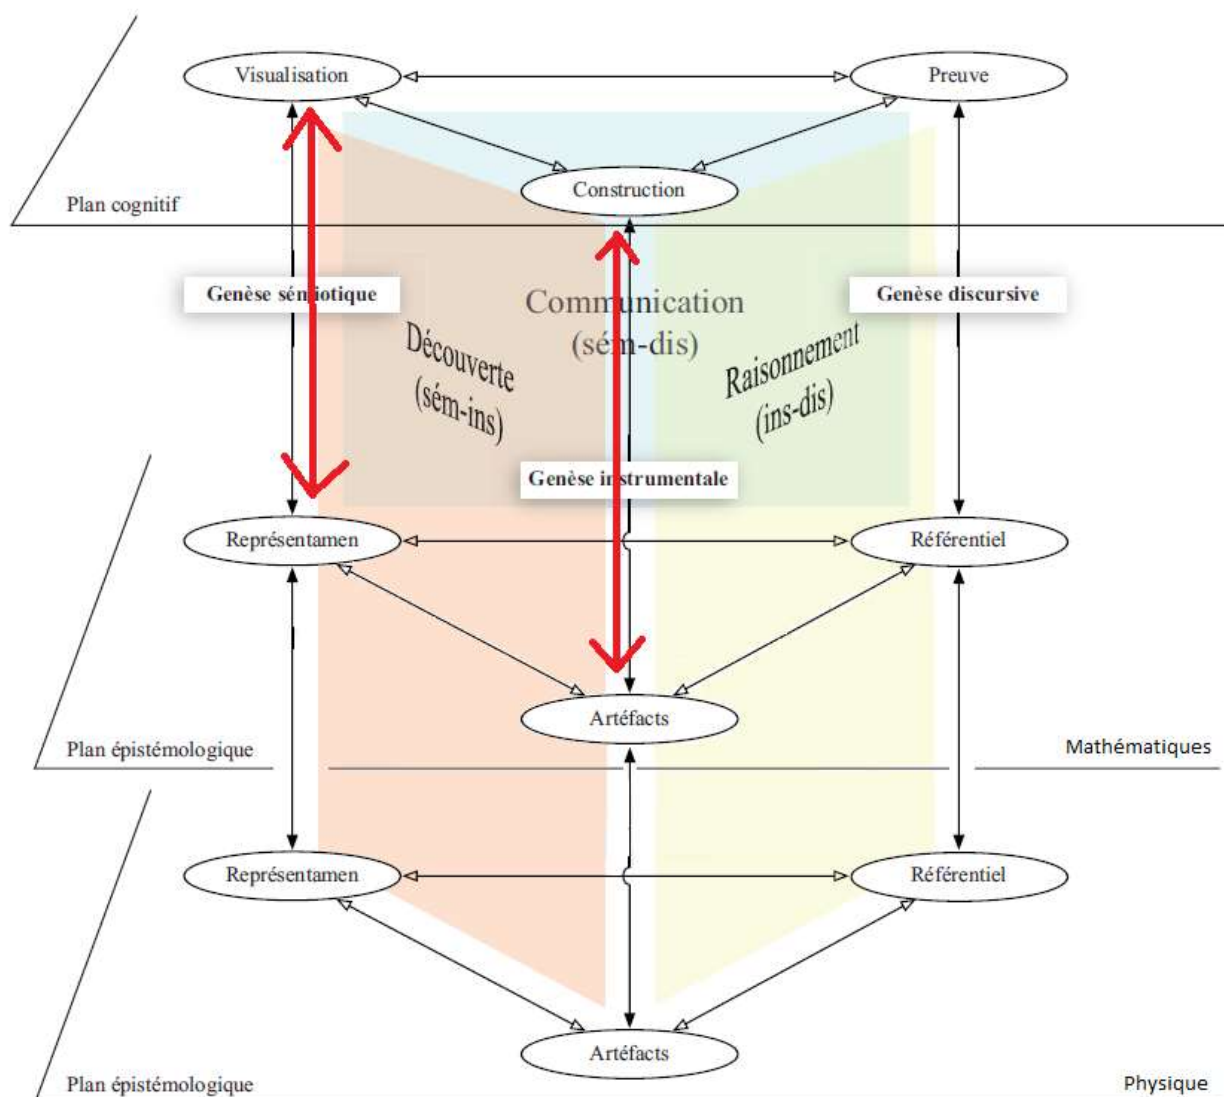 Visualisation
Preuve
Construction
Plan cognitif
Genèse sémiotique
Genèse discursive
Communication
(sém-dis)
Découverte
(sém-ins)
Raisonnement
(ins-dis)
Genèse instrumentale
Représentamen
Référentiel
Artéfacts
Plan épistémologique
Mathématiques
Représentamen
Référentiel
Artéfacts
Plan épistémologique
Physique